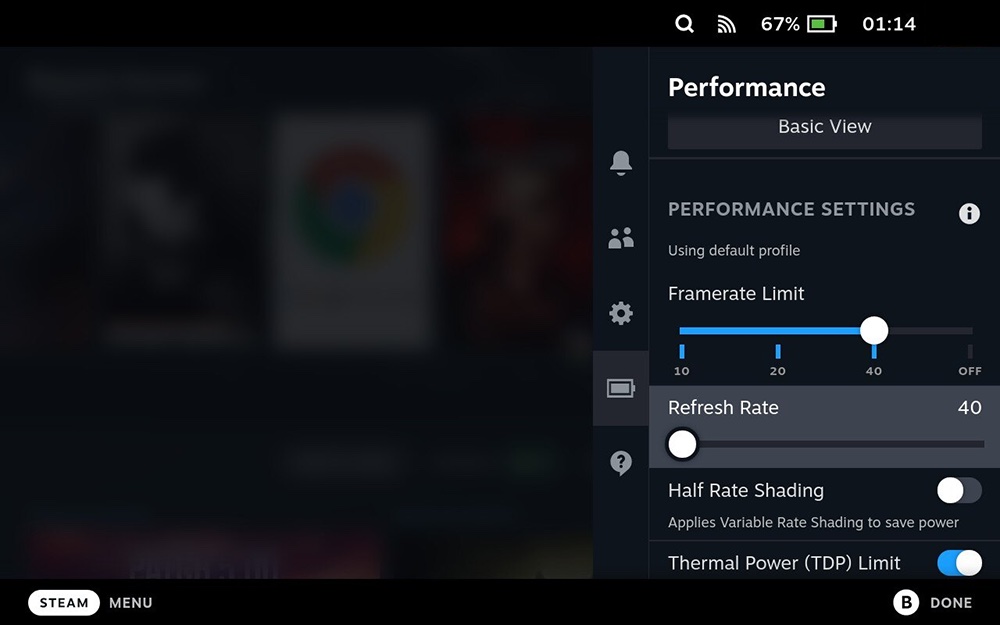 67% 01:14
Performance
Basic View
PERFORMANCE SETTINGS
Using default profile
Framerate Limit
10 20 40 OFF
Refresh Rate 40
Half Rate Shading
Applies Variable Rate Shading to save power
Thermal Power (TDP) Limit
STEAM MENU B DONE